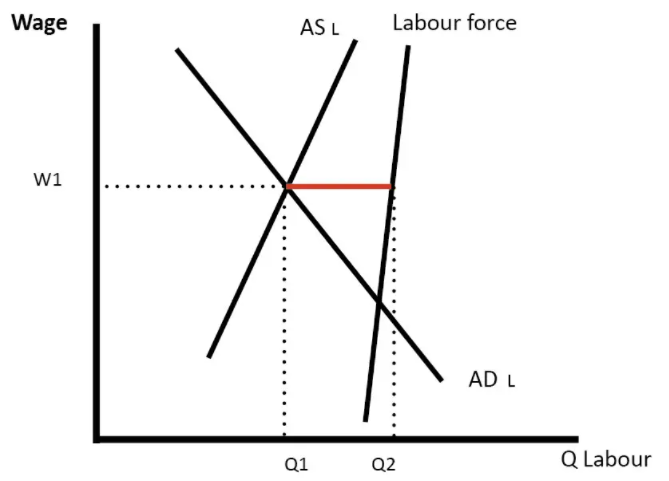 Wage
AS L
Labour force
W1
AD L
Q1
Q2
Q Labour